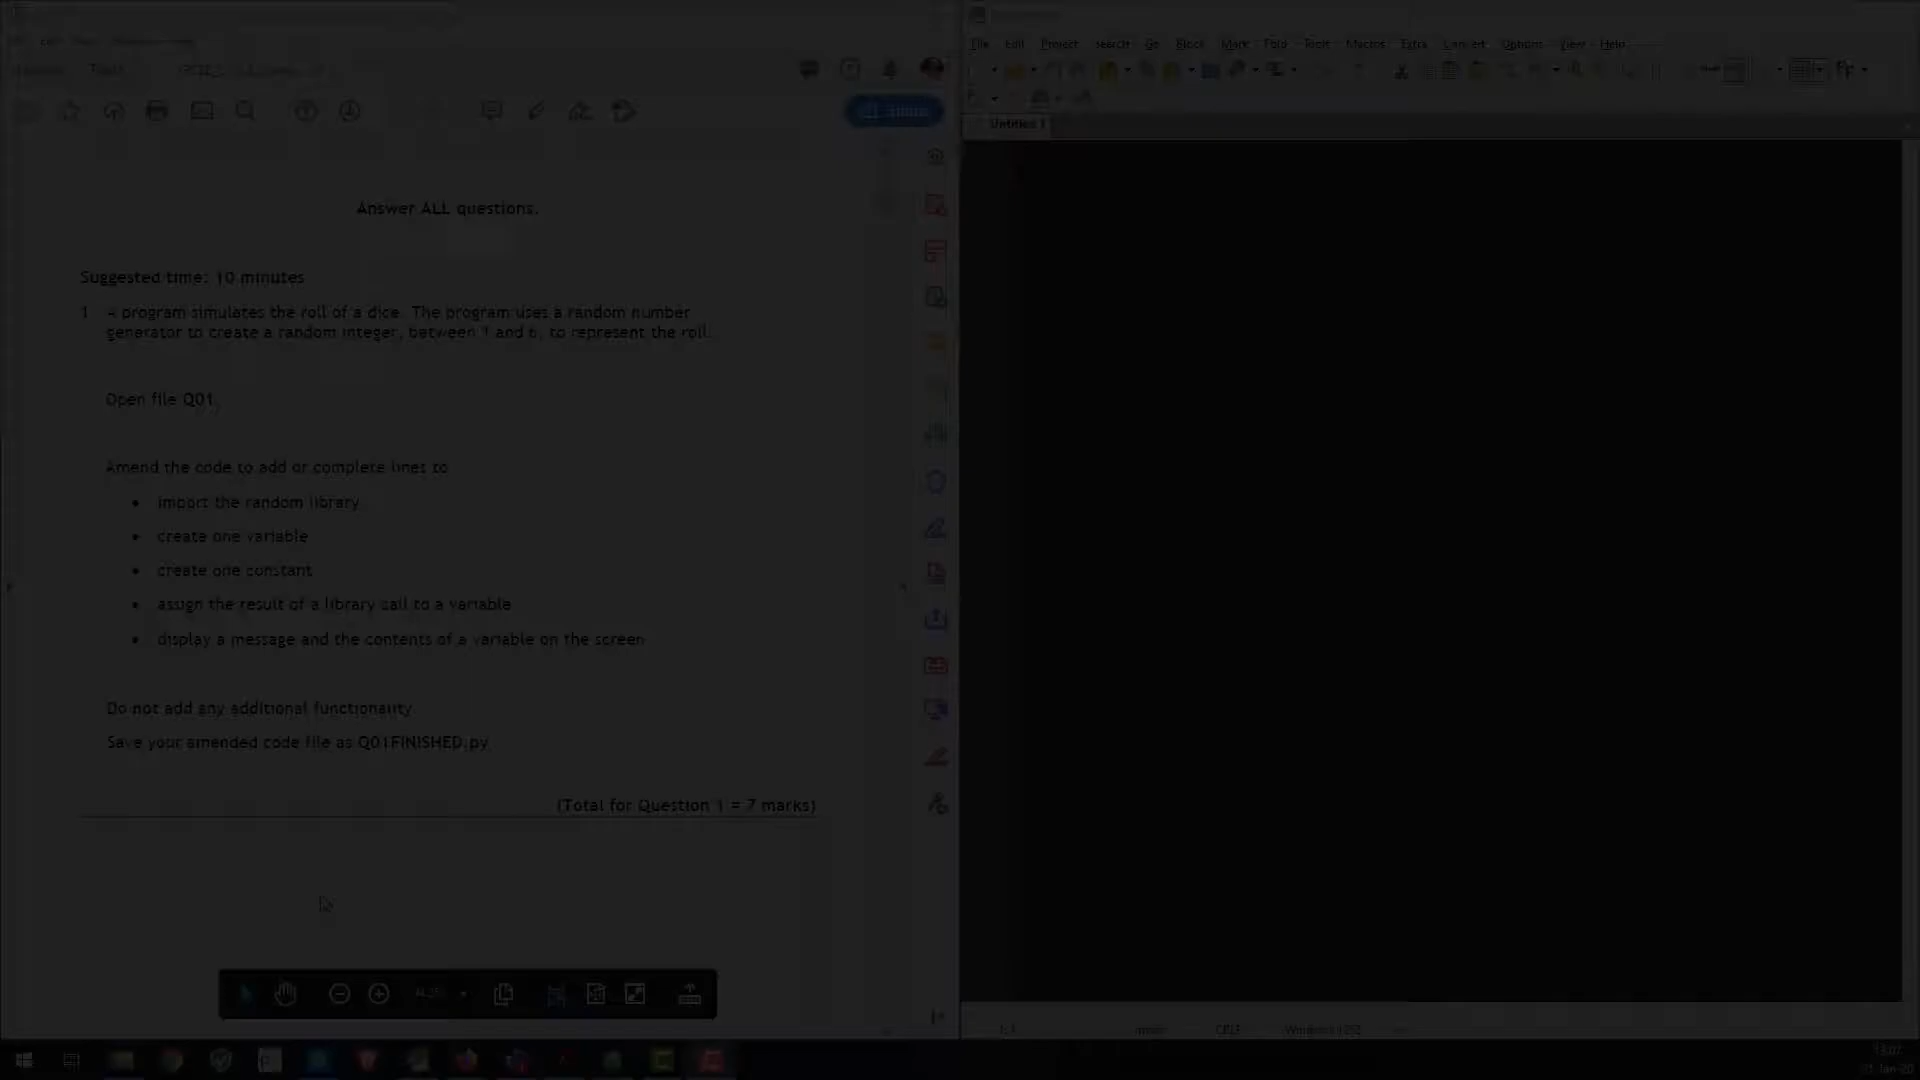 File Edit Project Search Go Block Mark Fold Tools Macros Extra Convert Options View Help
Untitled 1
Answer ALL questions.
Suggested time: 10 minutes
1 A program simulates the roll of a dice. The program uses a random number
generator to create a random integer, between 1 and 6, to represent the roll.
Open file Q01.
Amend the code to add or complete lines to
• import the random library
• create one variable
• create one constant
• assign the result of a library call to a variable
• display a message and the contents of a variable on the screen
Do not add any additional functionality
Save your amended code file as Q01FINISHED.py
(Total for Question 1 = 7 marks)